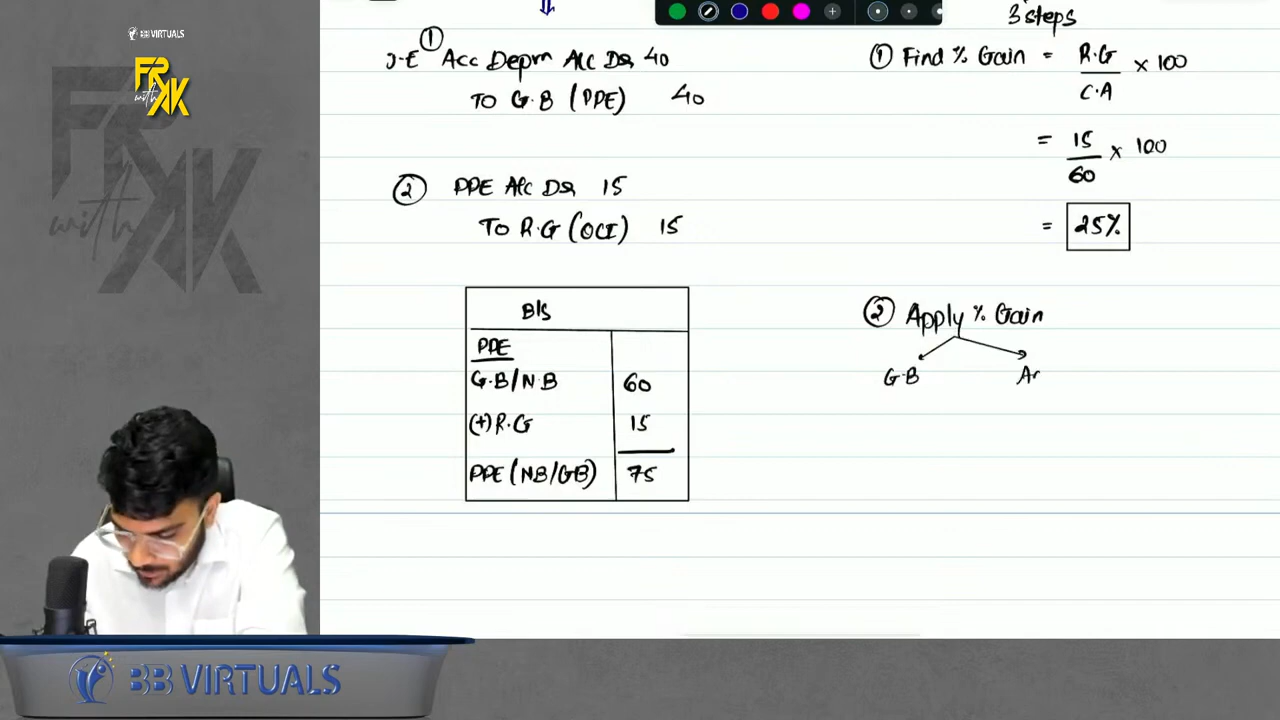 BB VIRTUALS
FR
with
AK
J.E ① Acc Deprn A/c Dr 40
TO G.B (PPE) 40
② PPE A/c Dr 15
TO R.G (OCI) 15
B/S
PPE
G.B/N.B 60
(+) R.G 15
PPE (NB/GB) 75
3 steps
① Find % Gain = R.G / C.A × 100
= 15 / 60 × 100
= 25%
② Apply % Gain
G.B Ar
BB VIRTUALS